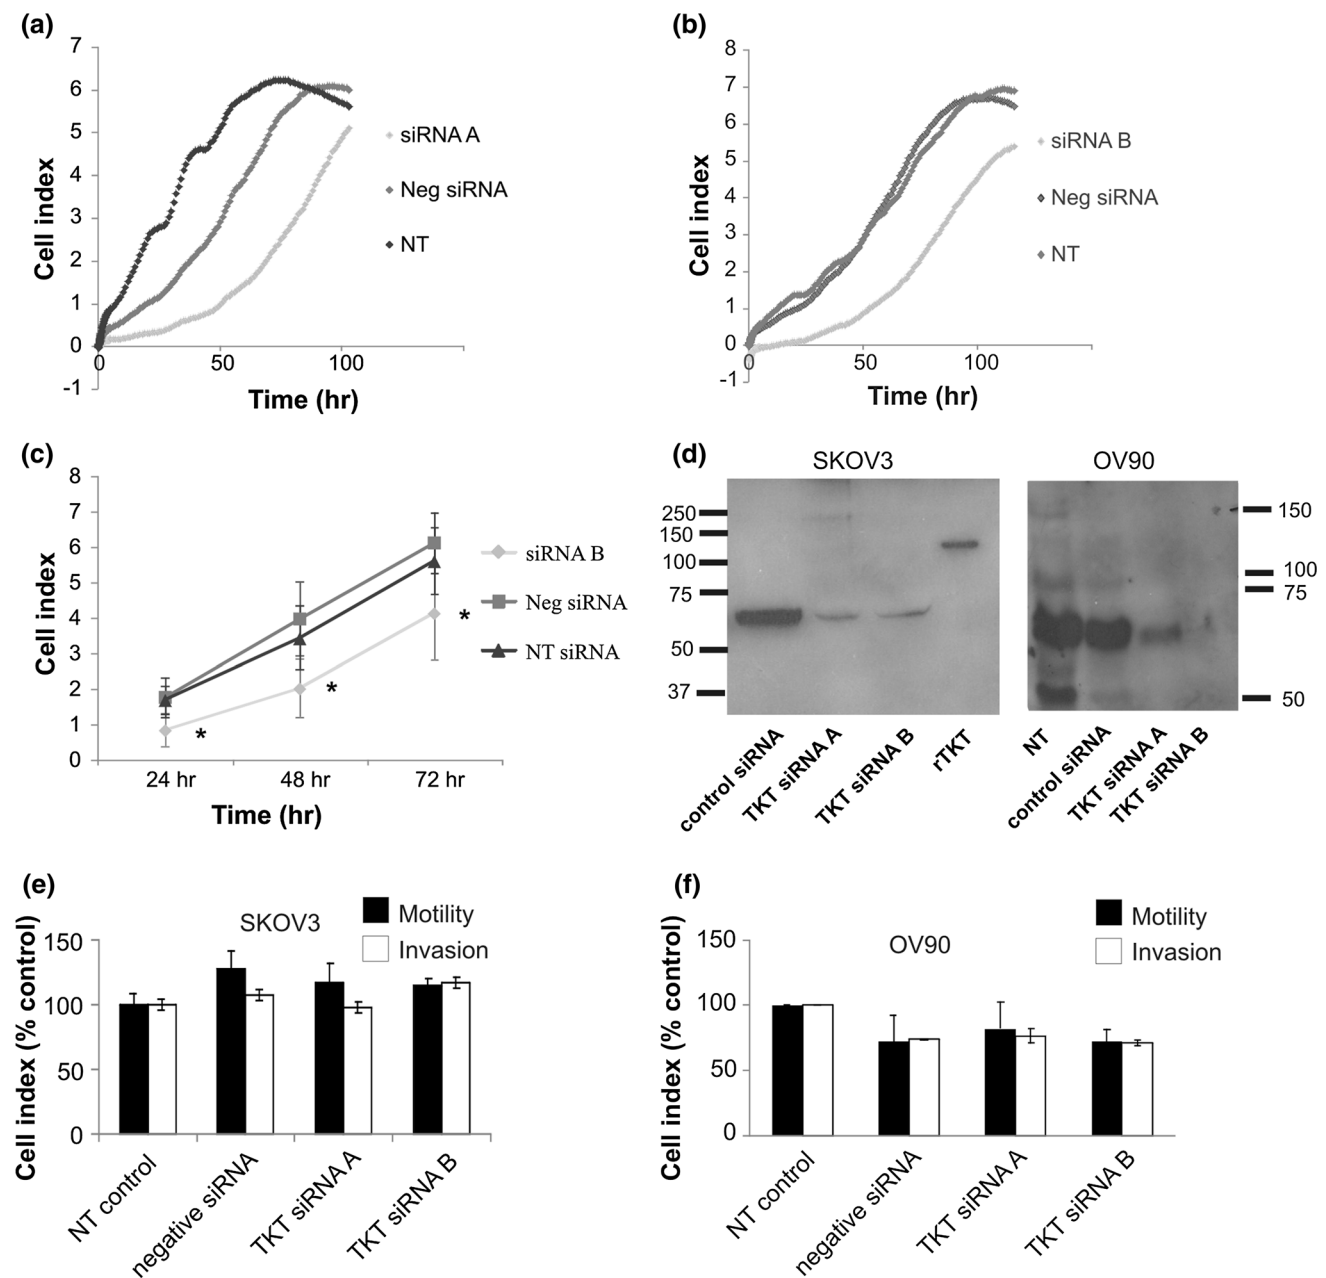 (a)
7
6
5
4
3
2
1
0
-1
0
50
100
Cell index
Time (hr)
siRNA A
Neg siRNA
NT
(b)
8
7
6
5
4
3
2
1
0
-1
0
50
100
Cell index
Time (hr)
siRNA B
Neg siRNA
NT
(c)
8
7
6
5
4
3
2
1
0
Cell index
*
*
*
24 hr
48 hr
72 hr
Time (hr)
siRNA B
Neg siRNA
NT siRNA
(d)
SKOV3
OV90
250
150
100
75
50
37
150
100
75
50
control siRNA
TKT siRNA A
TKT siRNA B
rTKT
NT
control siRNA
TKT siRNA A
TKT siRNA B
(e)
SKOV3
Motility
Invasion
150
100
50
0
Cell index (% control)
NT control
negative siRNA
TKT siRNA A
TKT siRNA B
(f)
OV90
Motility
Invasion
150
100
50
0
Cell index (% control)
NT control
negative siRNA
TKT siRNA A
TKT siRNA B